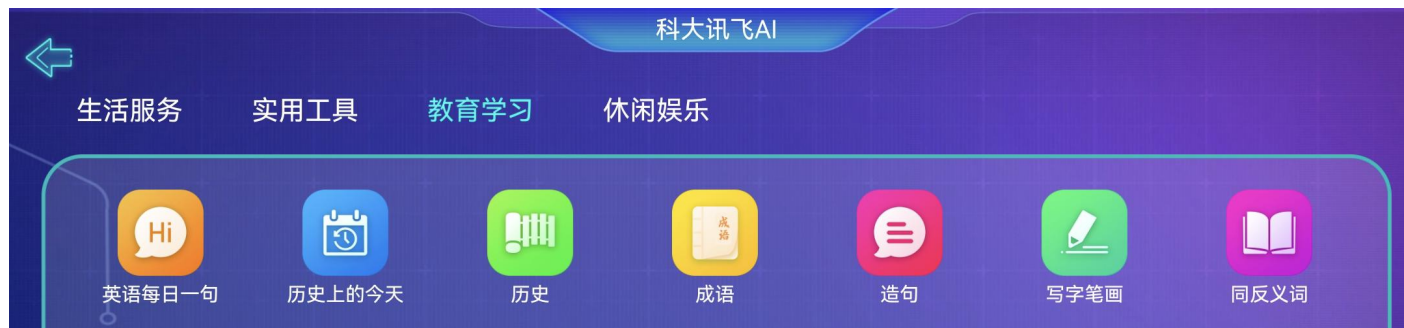 科大讯飞AI
生活服务 实用工具 教育学习 休闲娱乐
Hi
成语
英语每日一句 历史上的今天 历史 成语 造句 写字笔画 同反义词